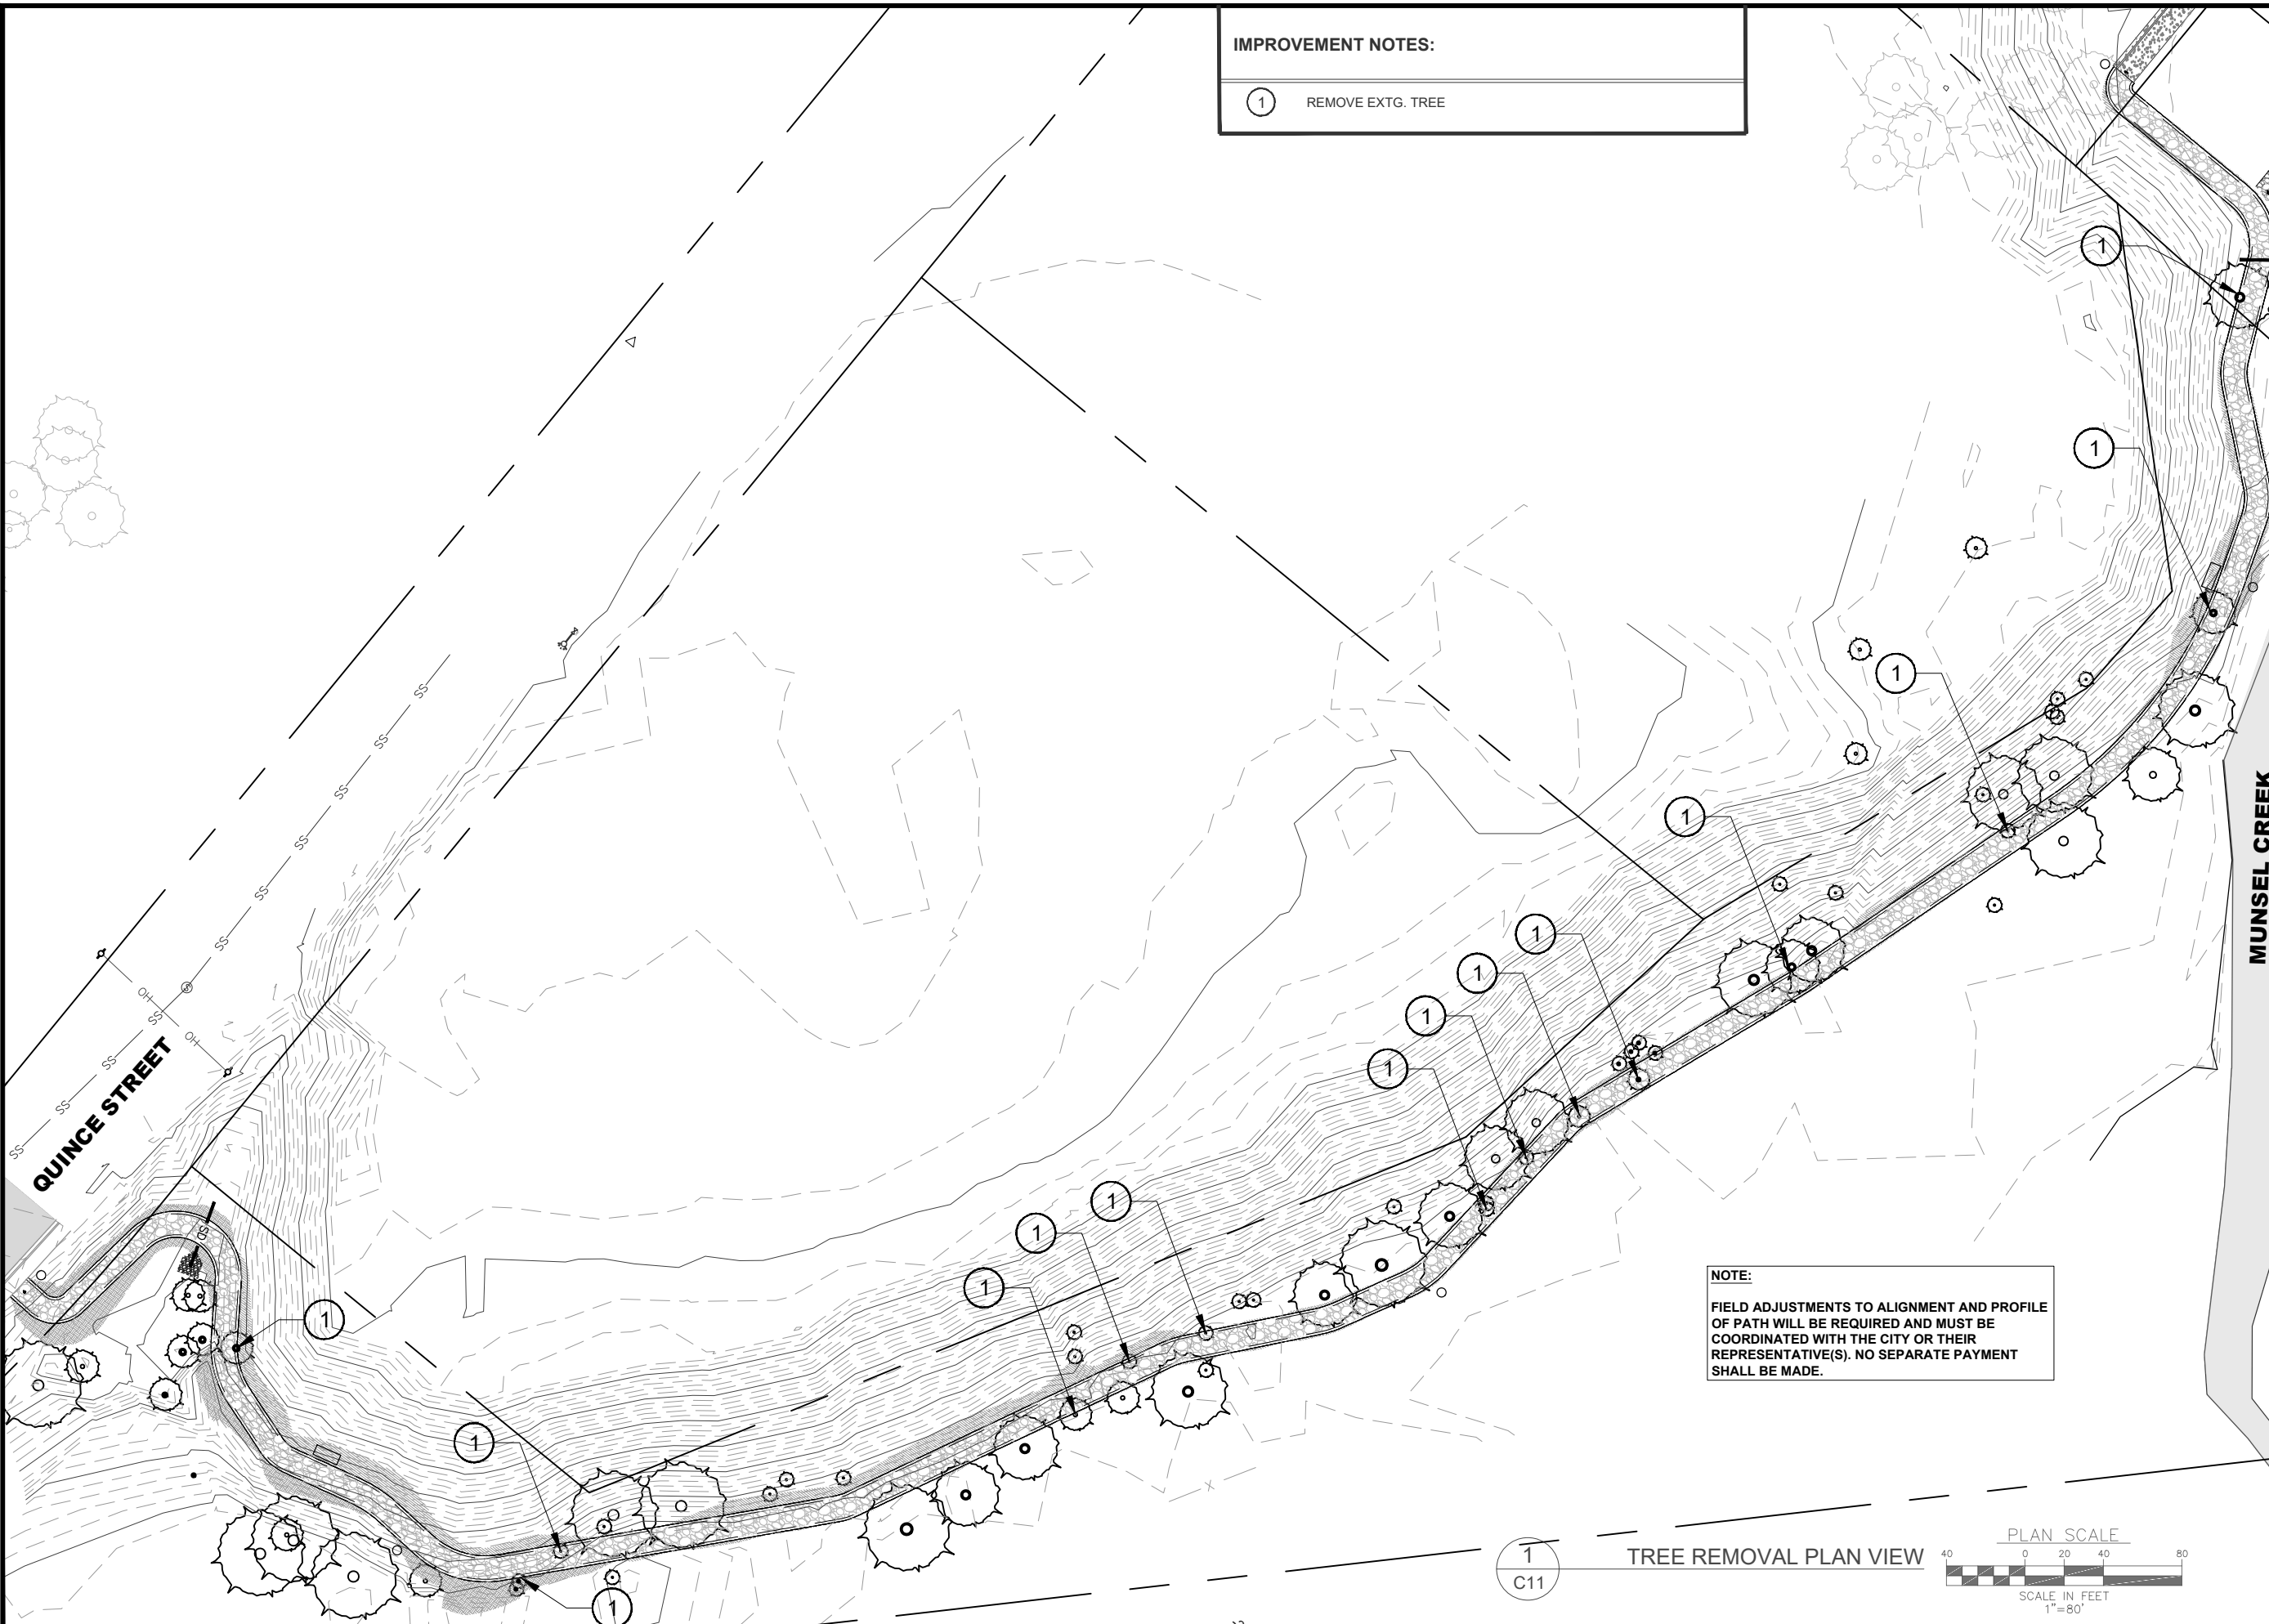 IMPROVEMENT NOTES:
1 REMOVE EXTG. TREE
1
1
1
1
1
1
1
1
1
1
1
1
1
1
SS
SS
SS
SS
SS
SS
SS
SS
SS
SS
S
OH
OH
QUINCE STREET
SD
MUNSEL CREEK
NOTE:
FIELD ADJUSTMENTS TO ALIGNMENT AND PROFILE
OF PATH WILL BE REQUIRED AND MUST BE
COORDINATED WITH THE CITY OR THEIR
REPRESENTATIVE(S). NO SEPARATE PAYMENT
SHALL BE MADE.
X
1
C11
TREE REMOVAL PLAN VIEW
PLAN SCALE
40 0 20 40 80
SCALE IN FEET
1"=80'